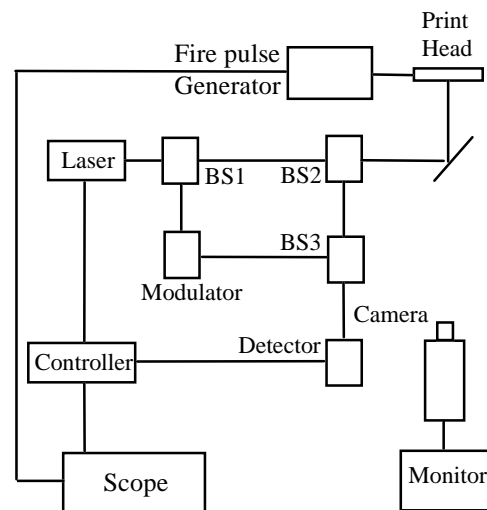 Print
Head
Fire pulse
Generator
Laser
BS1
BS2
BS3
Modulator
Camera
Detector
Controller
Scope
Monitor